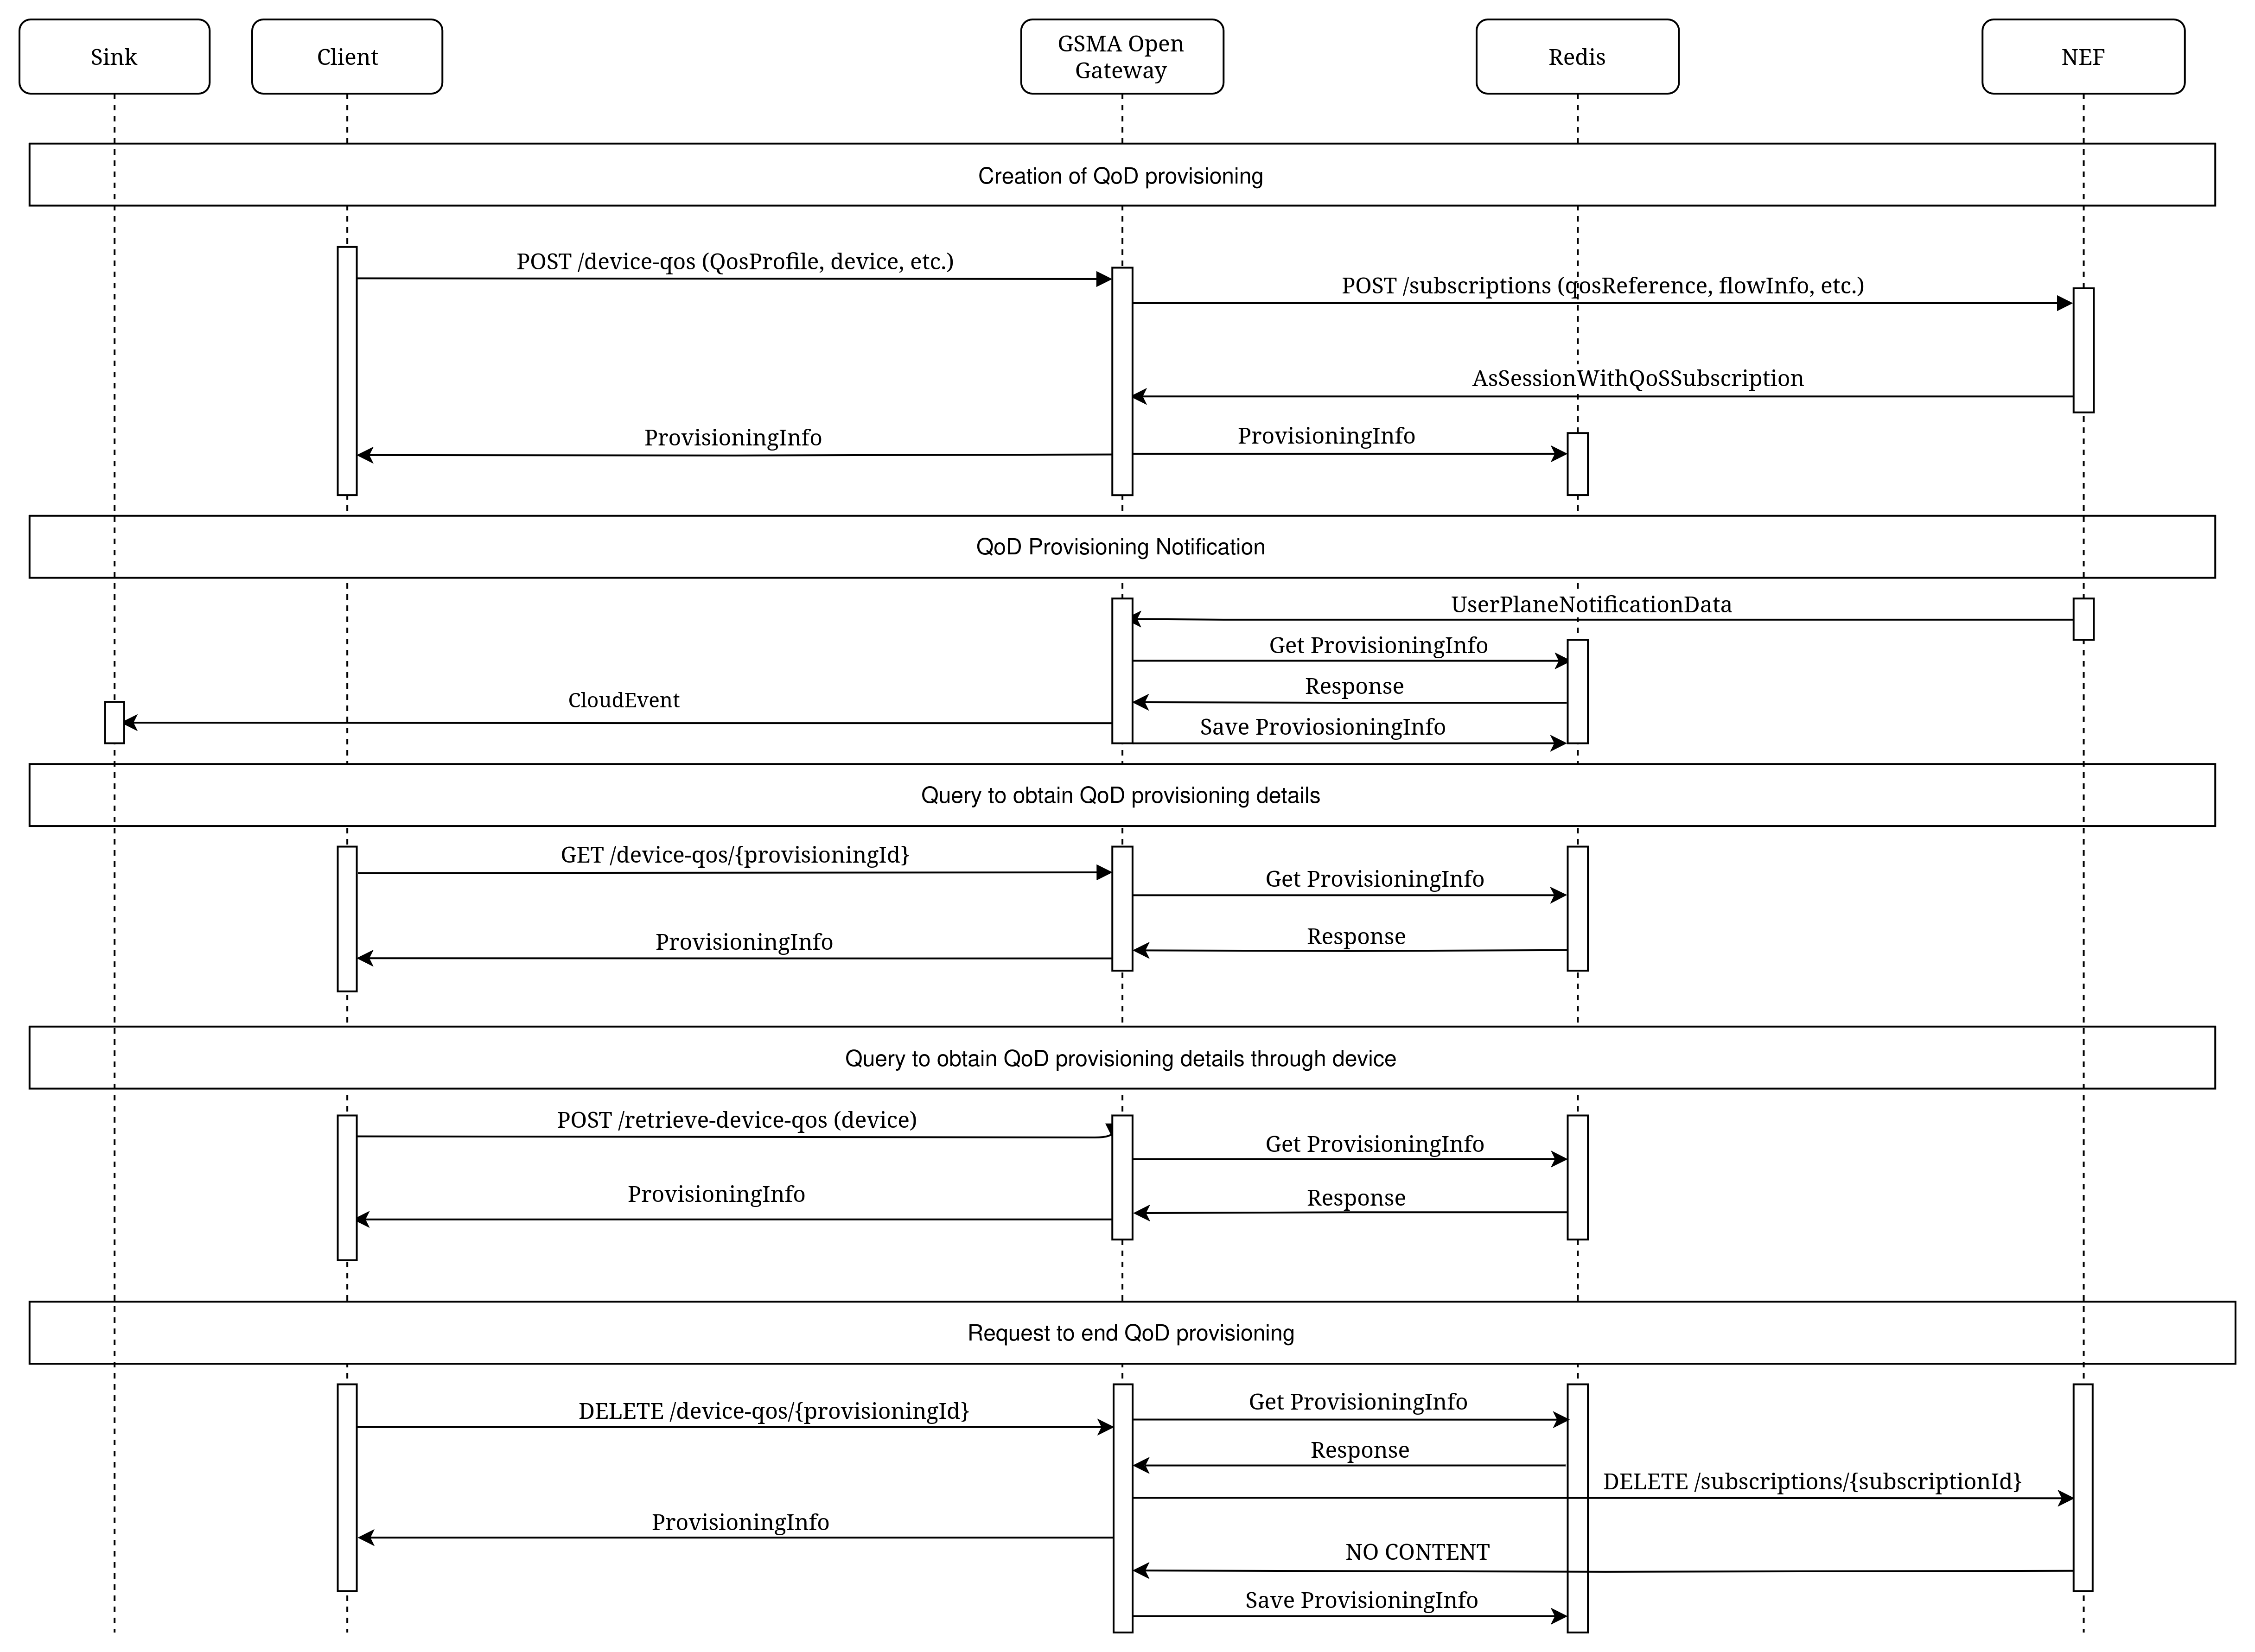 Sink
Client
GSMA Open
Gateway
Redis
NEF
Creation of QoD provisioning
POST /device-qos (QosProfile, device, etc.)
POST /subscriptions (qosReference, flowInfo, etc.)
AsSessionWithQoSSubscription
ProvisioningInfo
ProvisioningInfo
QoD Provisioning Notification
UserPlaneNotificationData
Get ProvisioningInfo
Response
CloudEvent
Save ProviosioningInfo
Query to obtain QoD provisioning details
GET /device-qos/{provisioningId}
Get ProvisioningInfo
Response
ProvisioningInfo
Query to obtain QoD provisioning details through device
POST /retrieve-device-qos (device)
Get ProvisioningInfo
ProvisioningInfo
Response
Request to end QoD provisioning
Get ProvisioningInfo
DELETE /device-qos/{provisioningId}
Response
DELETE /subscriptions/{subscriptionId}
ProvisioningInfo
NO CONTENT
Save ProvisioningInfo